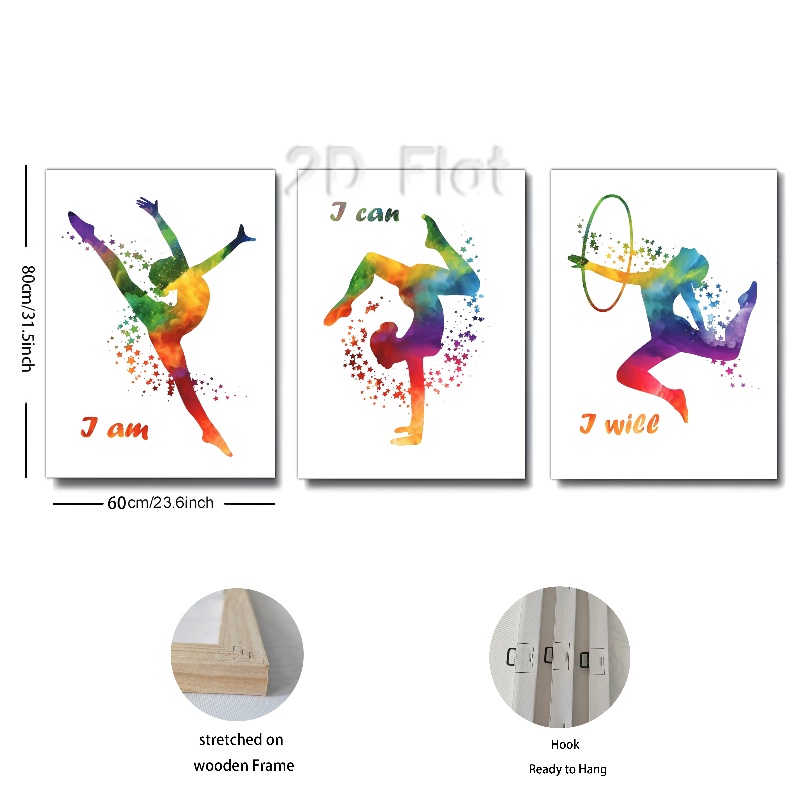 2D Flat
I can
I am
I will
80cm/31.5inch
60cm/23.6inch
stretched on
wooden Frame
Hook
Ready to Hang